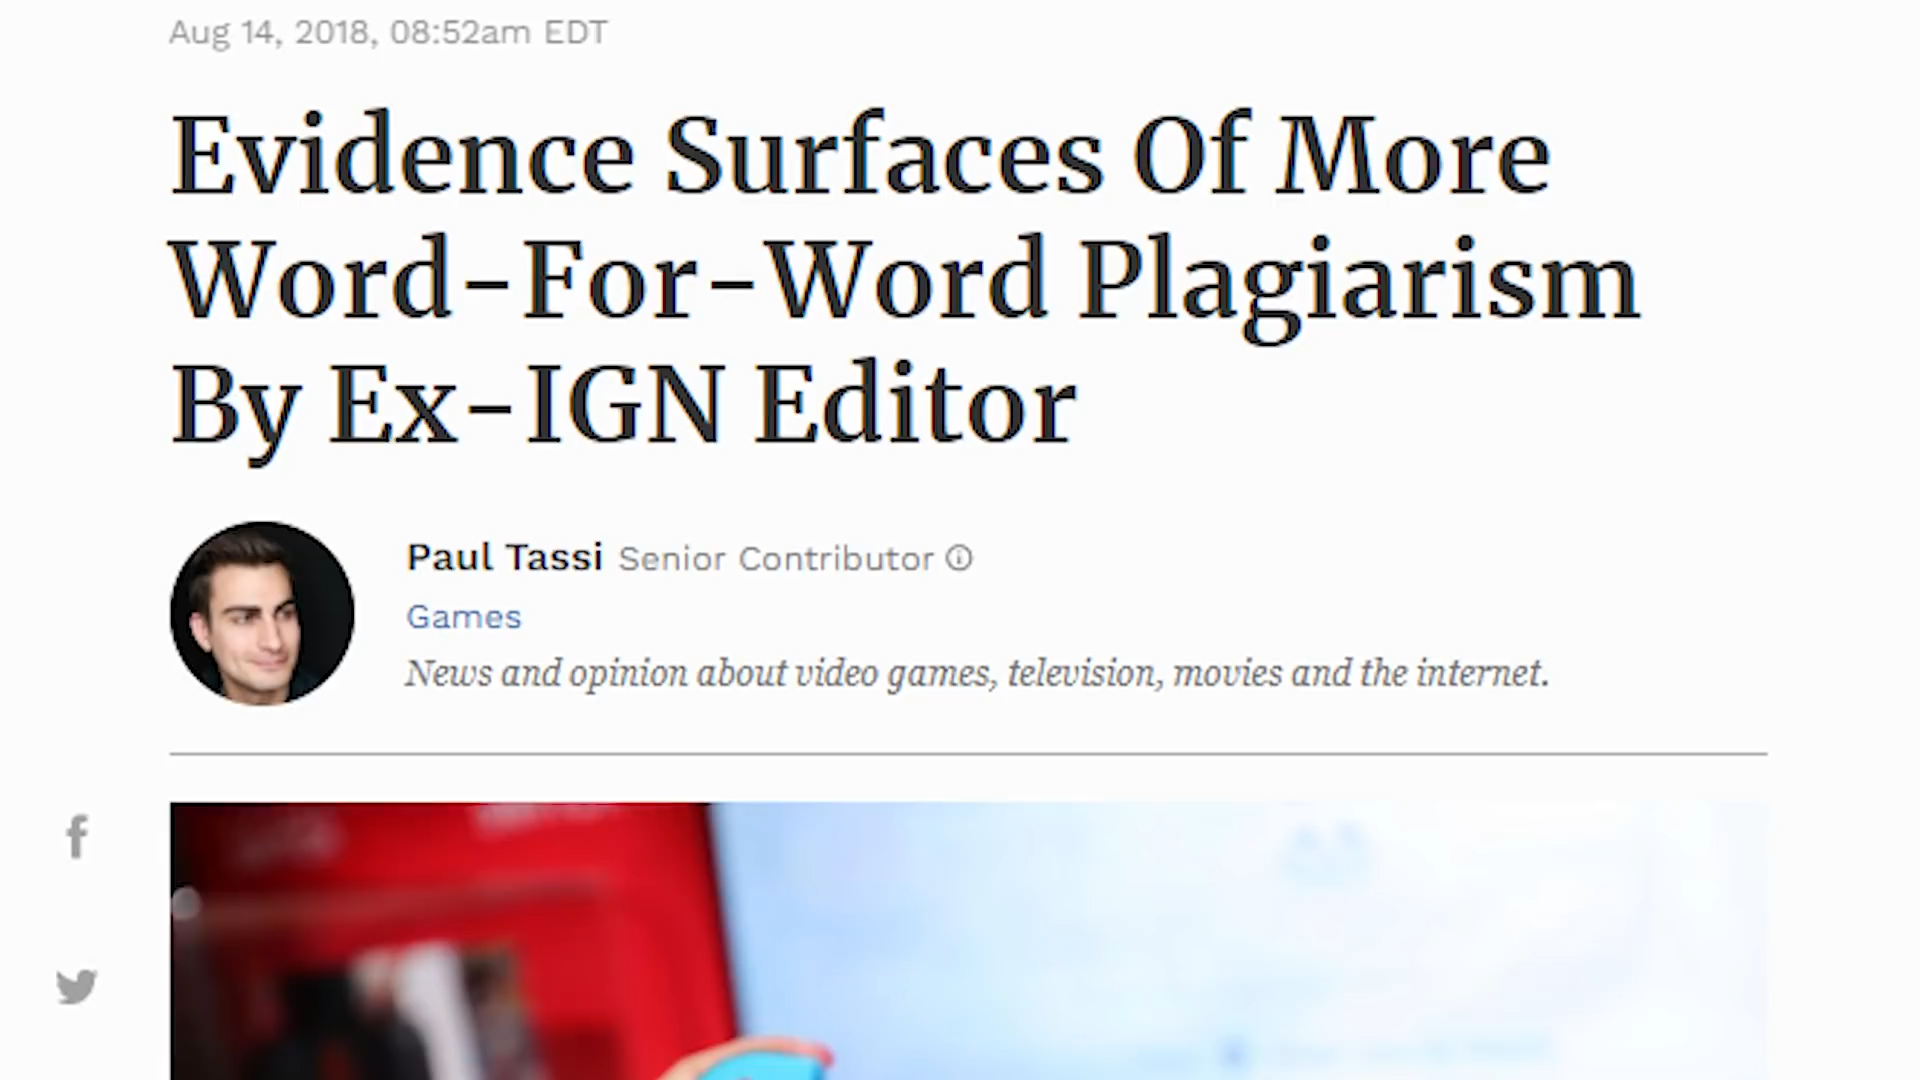 Aug 14, 2018, 08:52am EDT
Evidence Surfaces Of More
Word-For-Word Plagiarism
By Ex-IGN Editor
Paul Tassi Senior Contributor
Games
News and opinion about video games, television, movies and the internet.